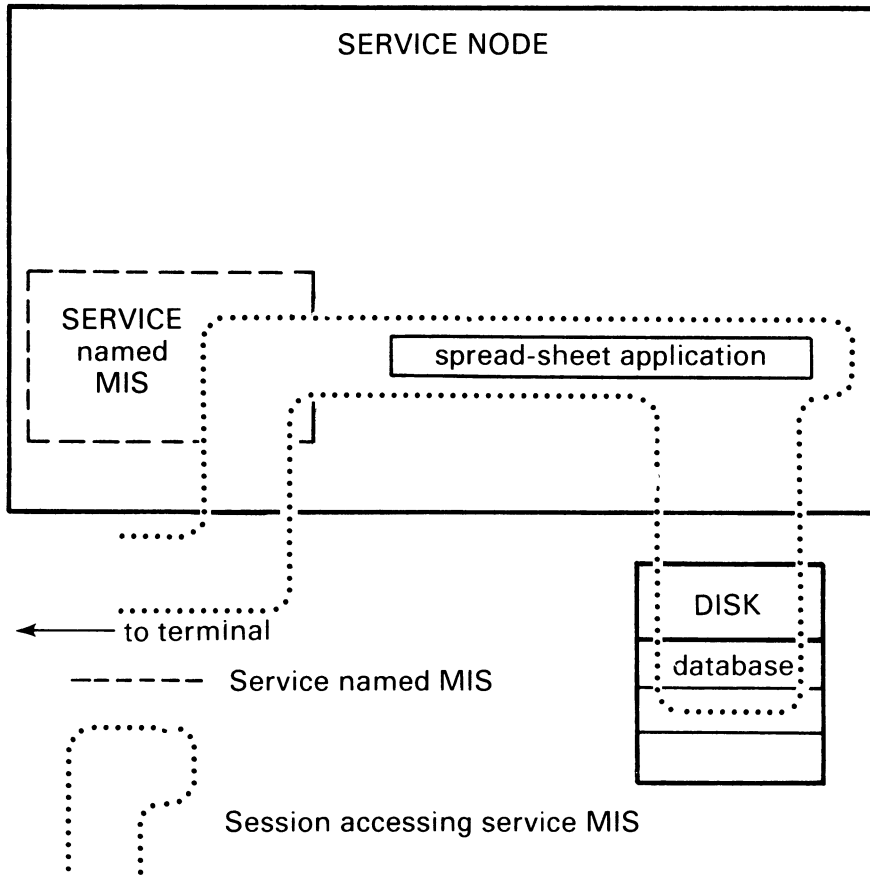 SERVICE NODE
SERVICE
named
MIS
spread-sheet application
DISK
database
to terminal
Service named MIS
Session accessing service MIS